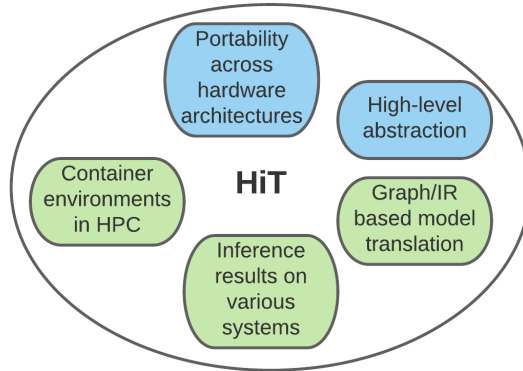 Portability
across
hardware
architectures
High-level
abstraction
Container
environments
in HPC
HiT
Graph/IR
based model
translation
Inference
results on
various
systems